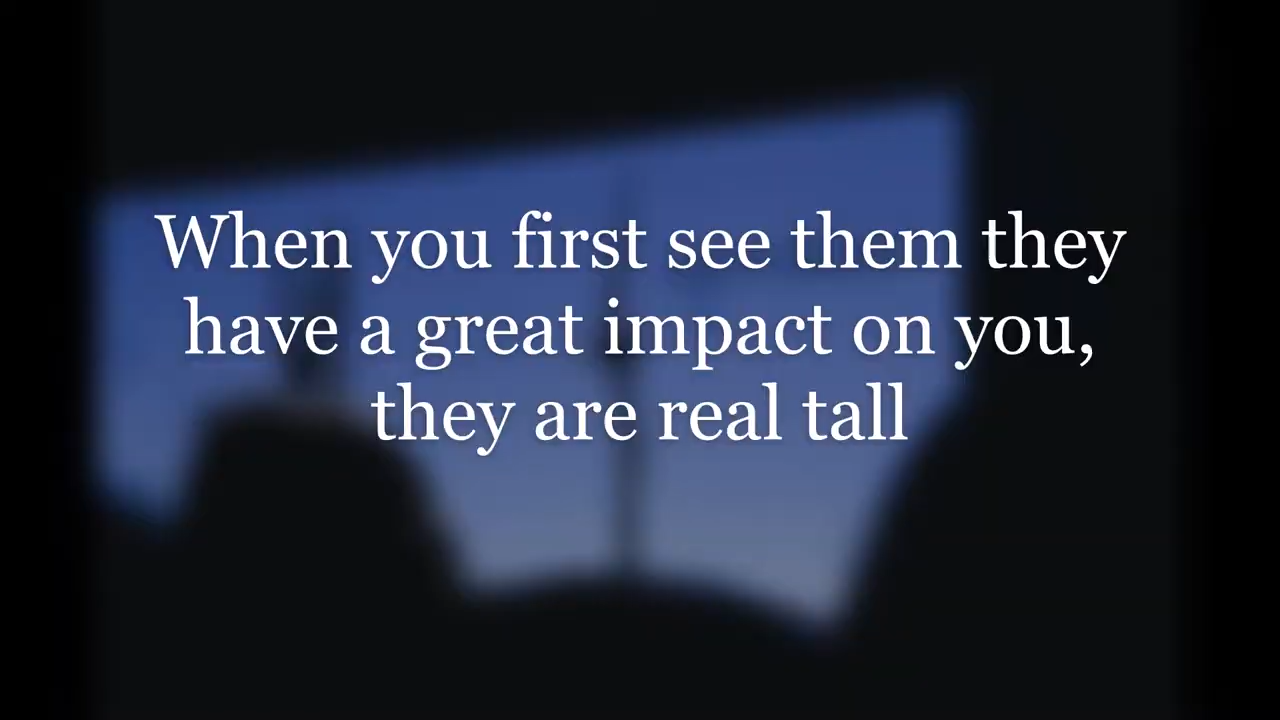 When you first see them they
have a great impact on you,
they are real tall